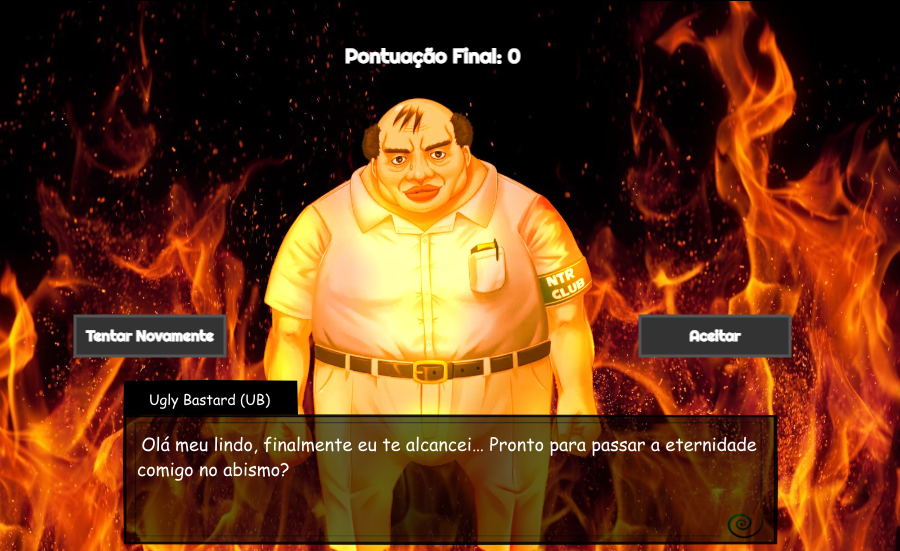 Pontuação Final: 0
NTR
CLUB
Tentar Novamente
Aceitar
Ugly Bastard (UB)
Olá meu lindo, finalmente eu te alcancei... Pronto para passar a eternidade
comigo no abismo?